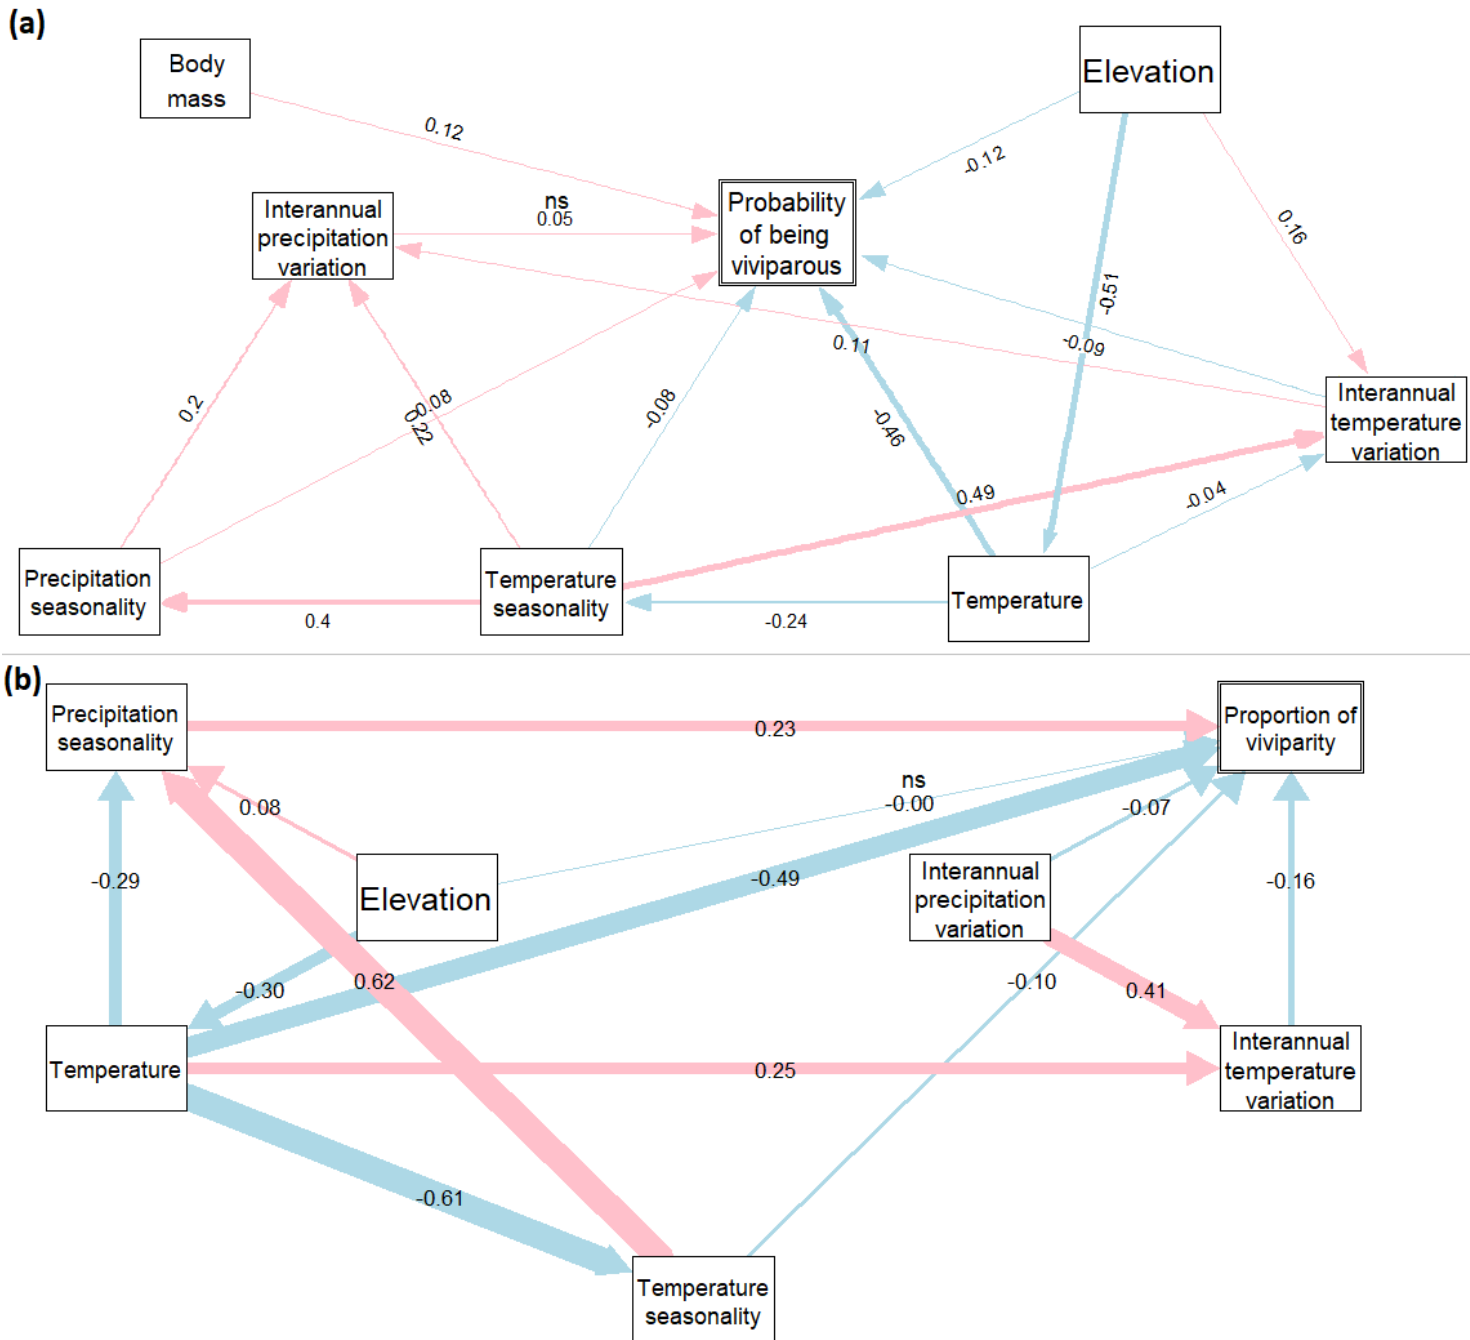 (a)
Body
mass
Elevation
0.12
-0.12
Interannual
precipitation
variation
ns
0.05
Probability
of being
viviparous
0.16
-0.51
0.11
-0.09
Interannual
temperature
variation
0.2
0.08
0.22
-0.08
-0.46
0.49
-0.04
Precipitation
seasonality
0.4
Temperature
seasonality
-0.24
Temperature
(b)
Precipitation
seasonality
0.23
Proportion of
viviparity
0.08
ns
-0.00
-0.07
-0.29
Elevation
-0.49
Interannual
precipitation
variation
-0.16
-0.30
0.62
-0.10
0.41
Temperature
0.25
Interannual
temperature
variation
-0.61
Temperature
seasonality